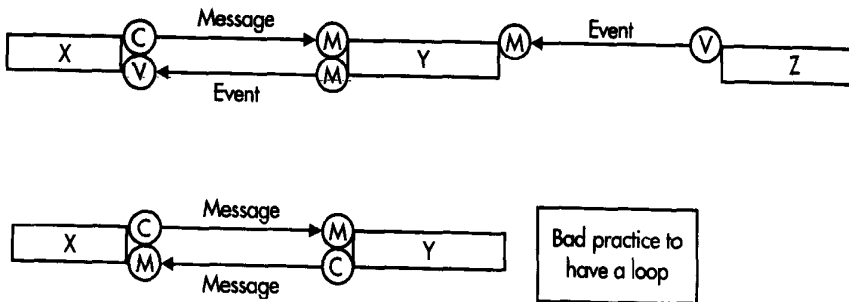 Message
Event
X
C
V
M
M
Y
M
V
Z
Event
Message
X
C
M
M
C
Y
Message
Bad practice to
have a loop